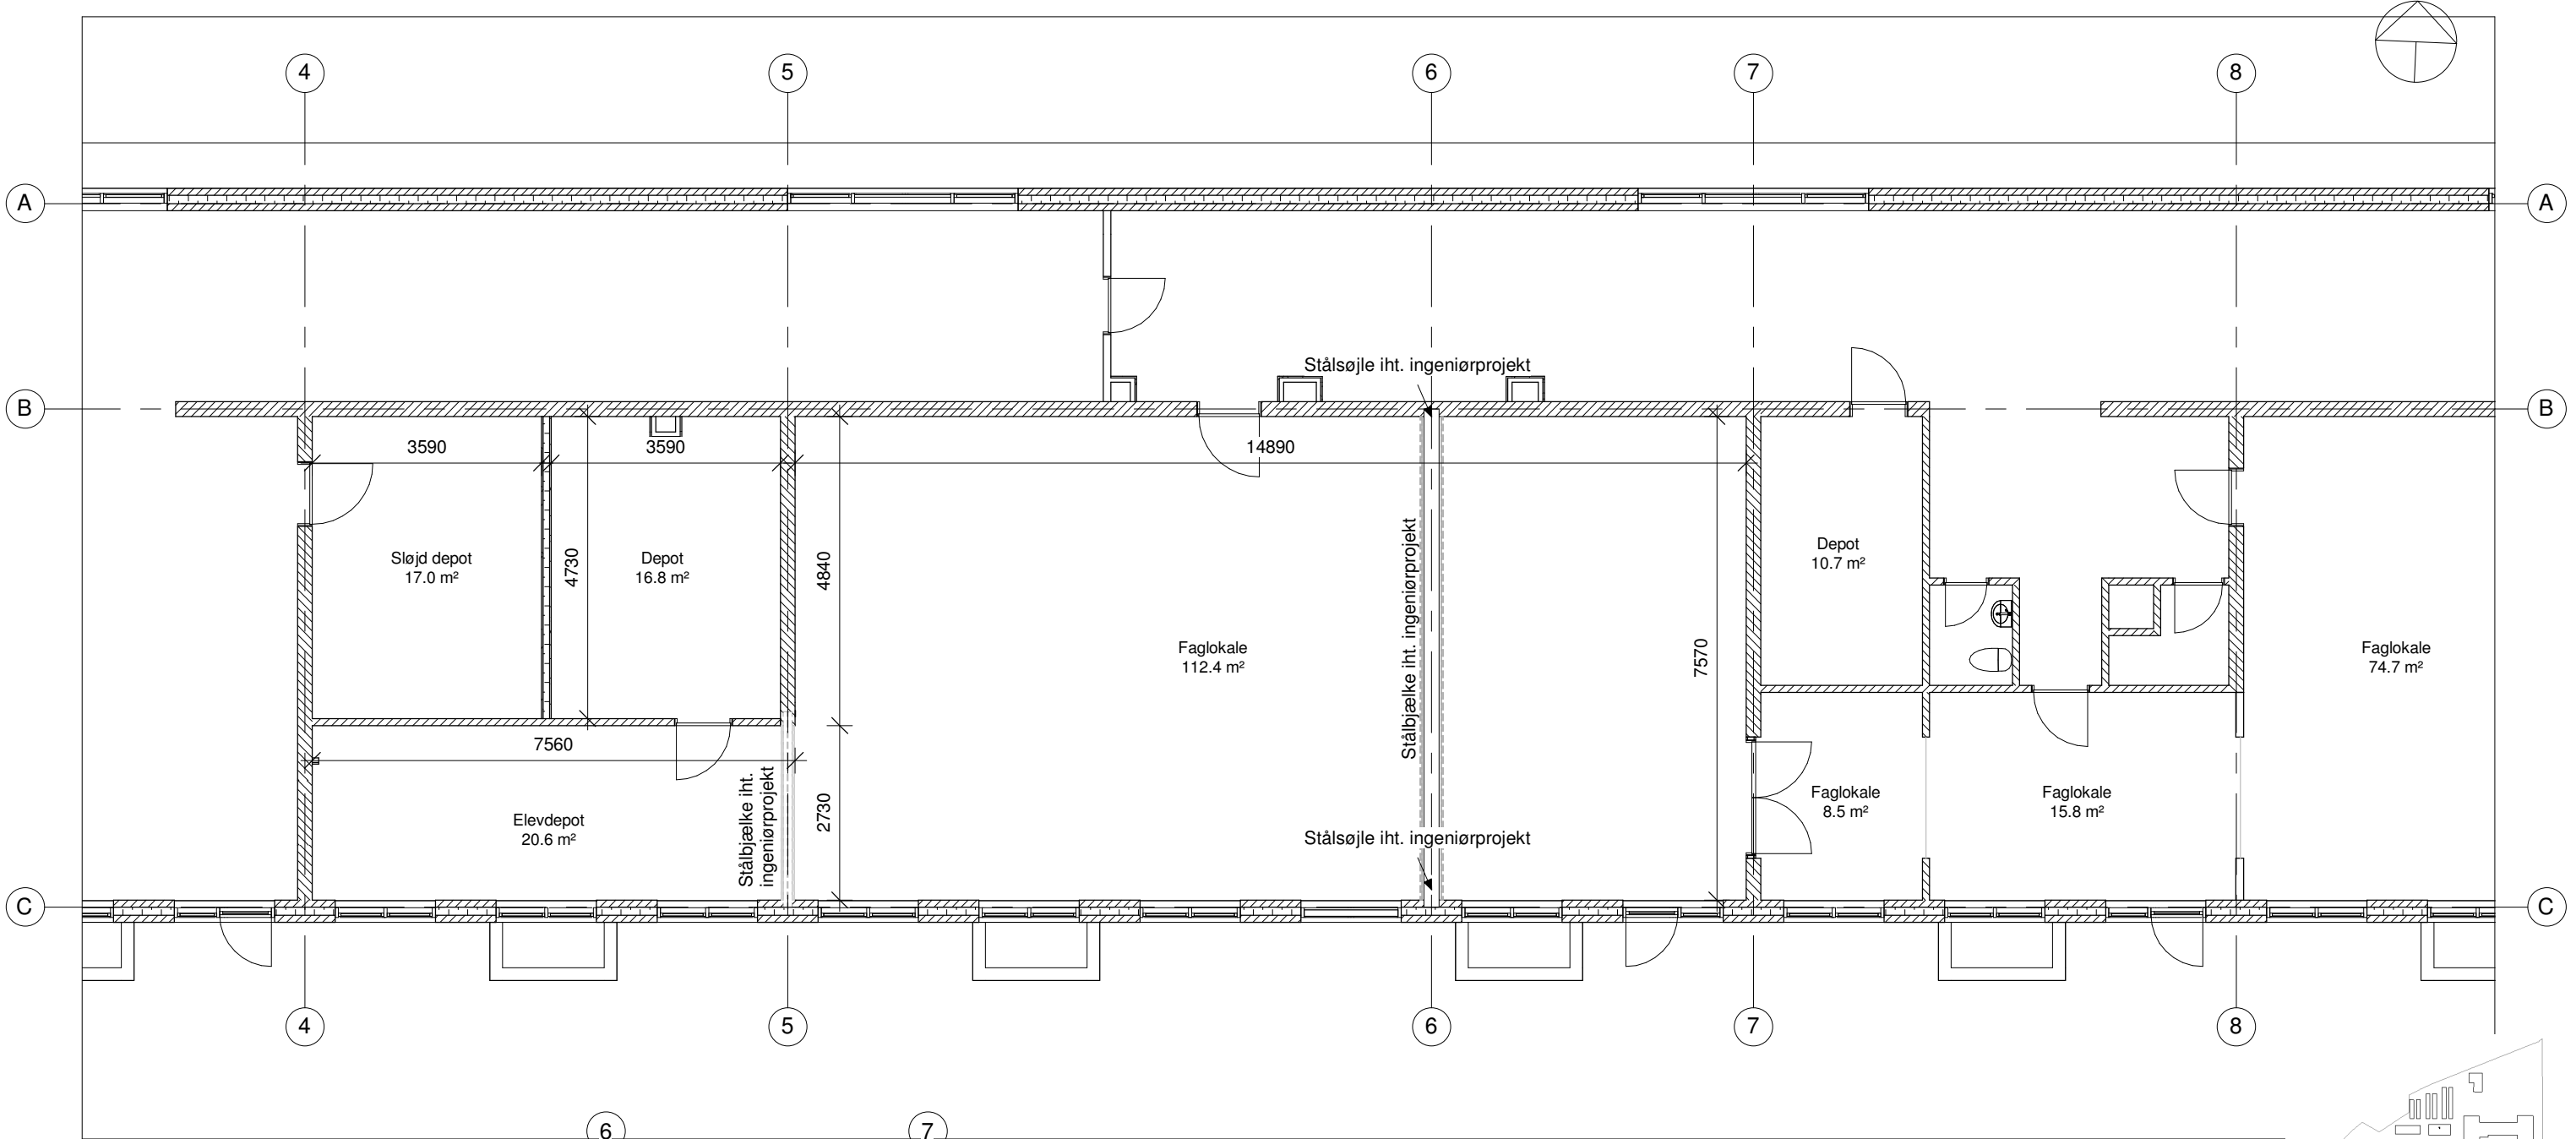 4
5
6
7
8
A
A
B
B
Stålsøjle iht. ingeniørprojekt
3590
3590
14890
Sløjd depot
17.0 m²
4730
Depot
16.8 m²
4840
Faglokale
112.4 m²
Stålbjælke iht. ingeniørprojekt
7570
Depot
10.7 m²
Faglokale
74.7 m²
7560
Elevdepot
20.6 m²
Stålbjælke iht.
ingeniørprojekt
2730
Stålsøjle iht. ingeniørprojekt
Faglokale
8.5 m²
Faglokale
15.8 m²
C
C
4
5
6
7
8
6
7